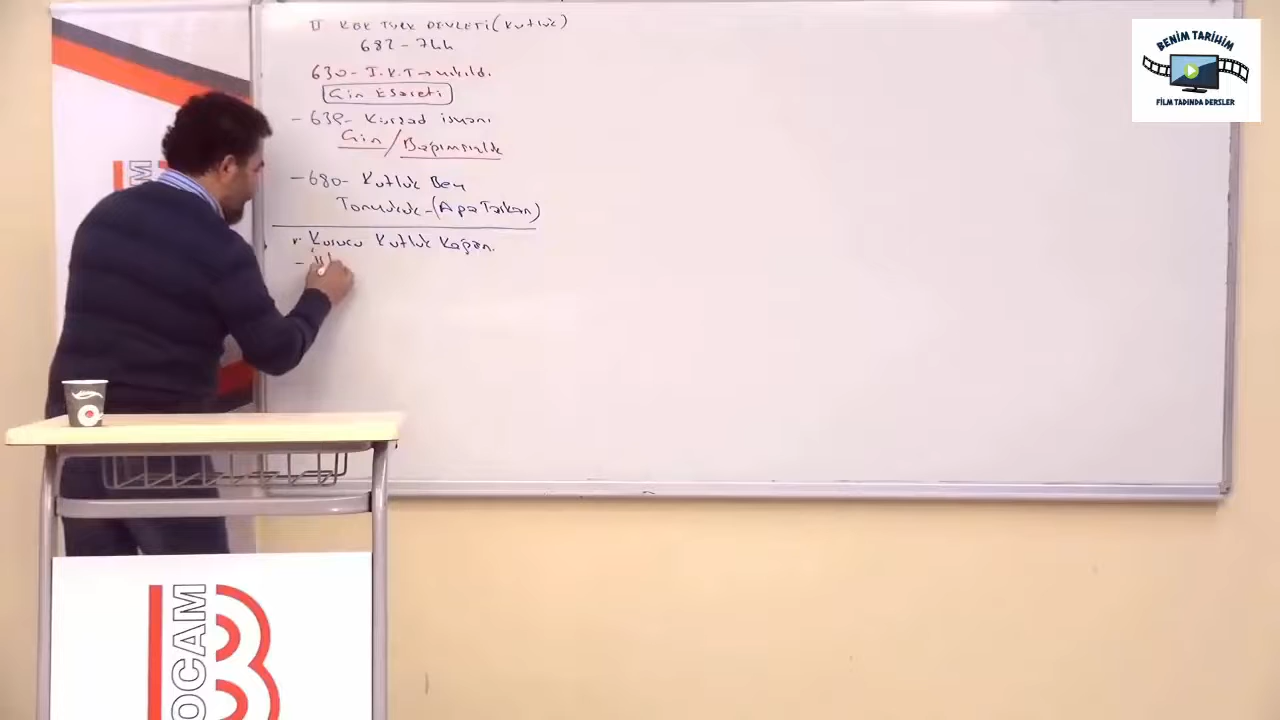 II KÖK TÜRK DEVLETİ (KUTLUK)
682 - 744
630 - I. K.T → yıkıldı.
Çin Esareti
- 639 - Kürşad isyanı
Çin / Bağımsızlık
- 680 - Kutluk Bey
Tonyukuk - (Apa Tarkan)
Kurucu Kutluk Kağan.
-
BENİM TARİHİM
FİLM TADINDA DERSLER
OCAM
B
M